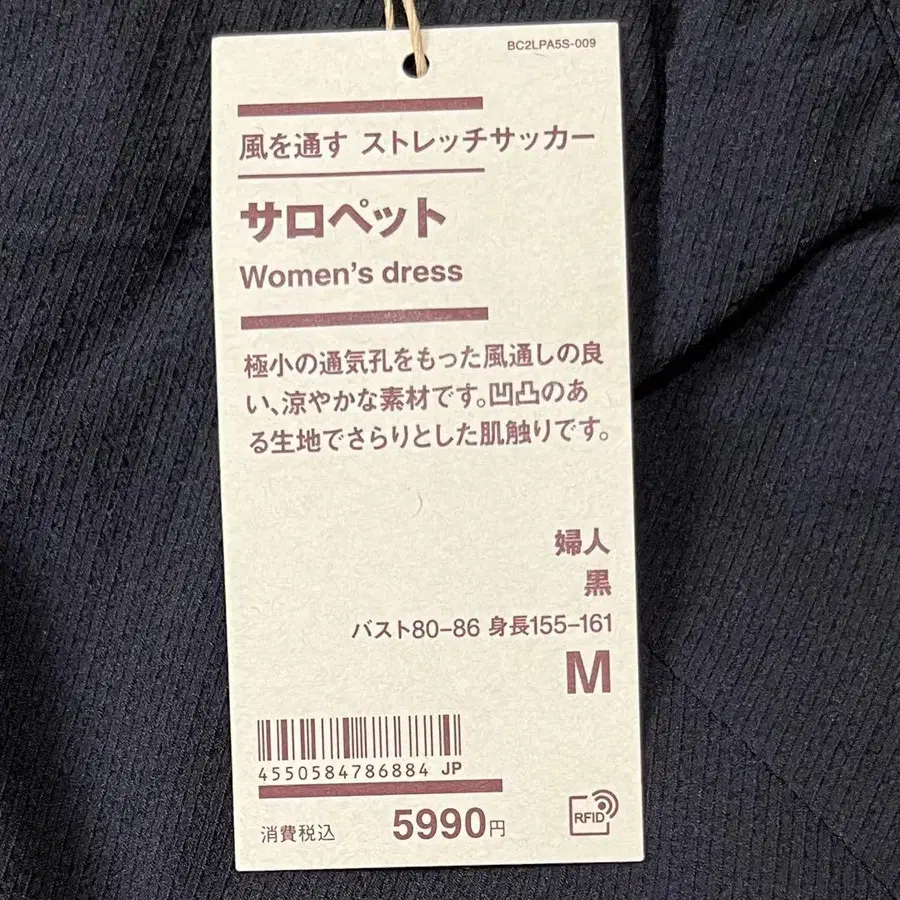 BC2LPA5S-009
風を通す ストレッチサッカー
サロペット
Women's dress
極小の通気孔をもった風通しの良
い、涼やかな素材です。凹凸のあ
る生地でさらりとした肌触りです。
婦人
黒
バスト80-86 身長155-161
M
4550584786884 JP
消費税込 5990円
RFID